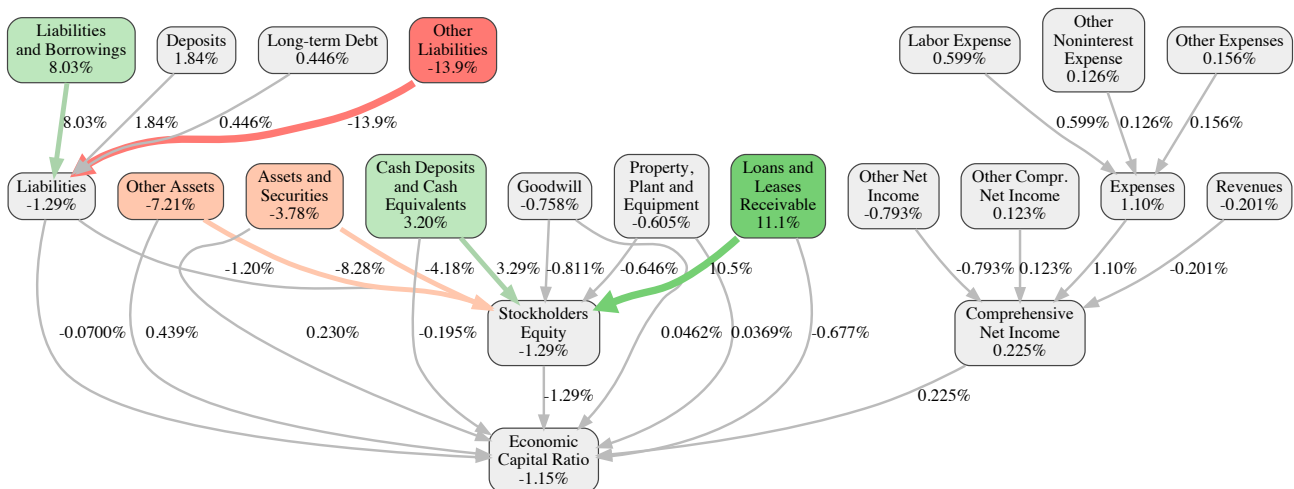 Liabilities
and Borrowings
8.03%
Deposits
1.84%
Long-term Debt
0.446%
Other
Liabilities
-13.9%
Labor Expense
0.599%
Other
Noninterest
Expense
0.126%
Other Expenses
0.156%
8.03%
1.84%
0.446%
-13.9%
0.599%
0.126%
0.156%
Liabilities
-1.29%
Other Assets
-7.21%
Assets and
Securities
-3.78%
Cash Deposits
and Cash
Equivalents
3.20%
Goodwill
-0.758%
Property,
Plant and
Equipment
-0.605%
Loans and
Leases
Receivable
11.1%
Other Net
Income
-0.793%
Other Compr.
Net Income
0.123%
Expenses
1.10%
Revenues
-0.201%
-1.20%
-8.28%
-4.18%
3.29%
-0.811%
-0.646%
10.5%
-0.793%
0.123%
1.10%
-0.201%
Stockholders
Equity
-1.29%
Comprehensive
Net Income
0.225%
-0.0700%
0.439%
0.230%
-0.195%
0.0462%
0.0369%
-0.677%
-1.29%
0.225%
Economic
Capital Ratio
-1.15%